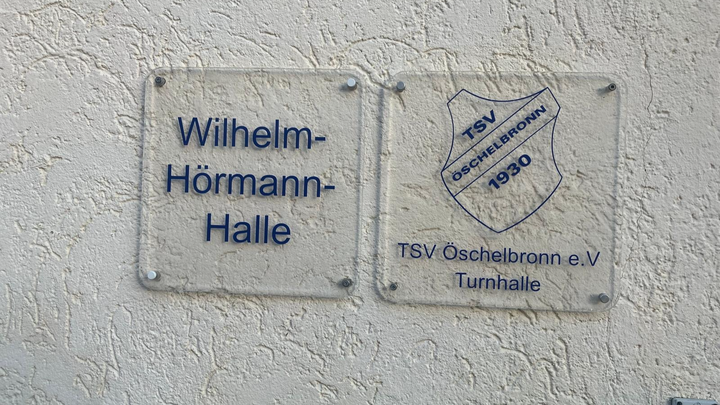 Wilhelm-
Hörmann-
Halle
TSV
ÖSCHELBRONN
1930
TSV Öschelbronn e.V
Turnhalle